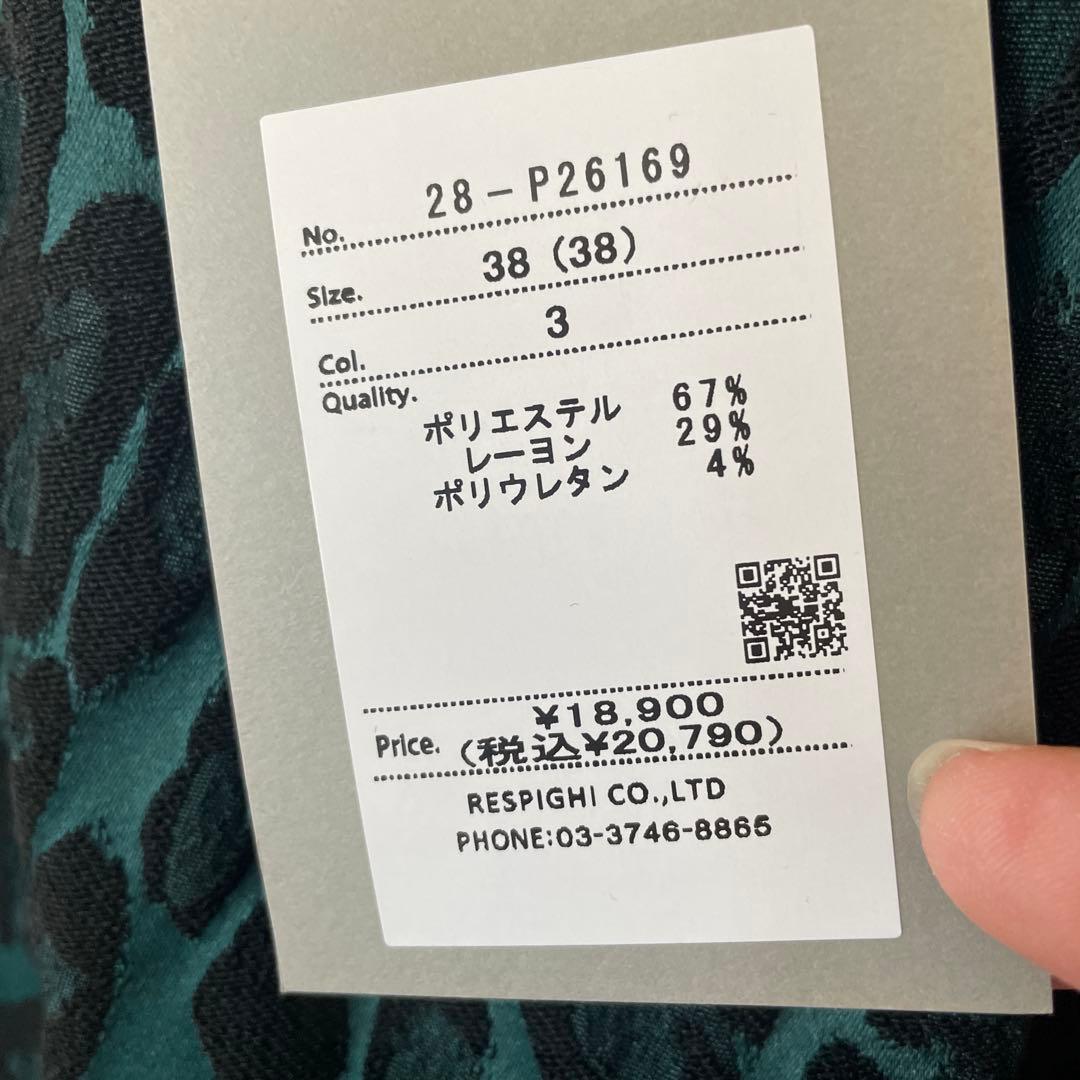 No. 28-P26169
Size. 38 (38)
Col. 3
Quality.
ポリエステル 67%
レーヨン 29%
ポリウレタン 4%
¥18,900
Price. (税込¥20,790)
RESPIGHI CO.,LTD
PHONE:03-3746-8865